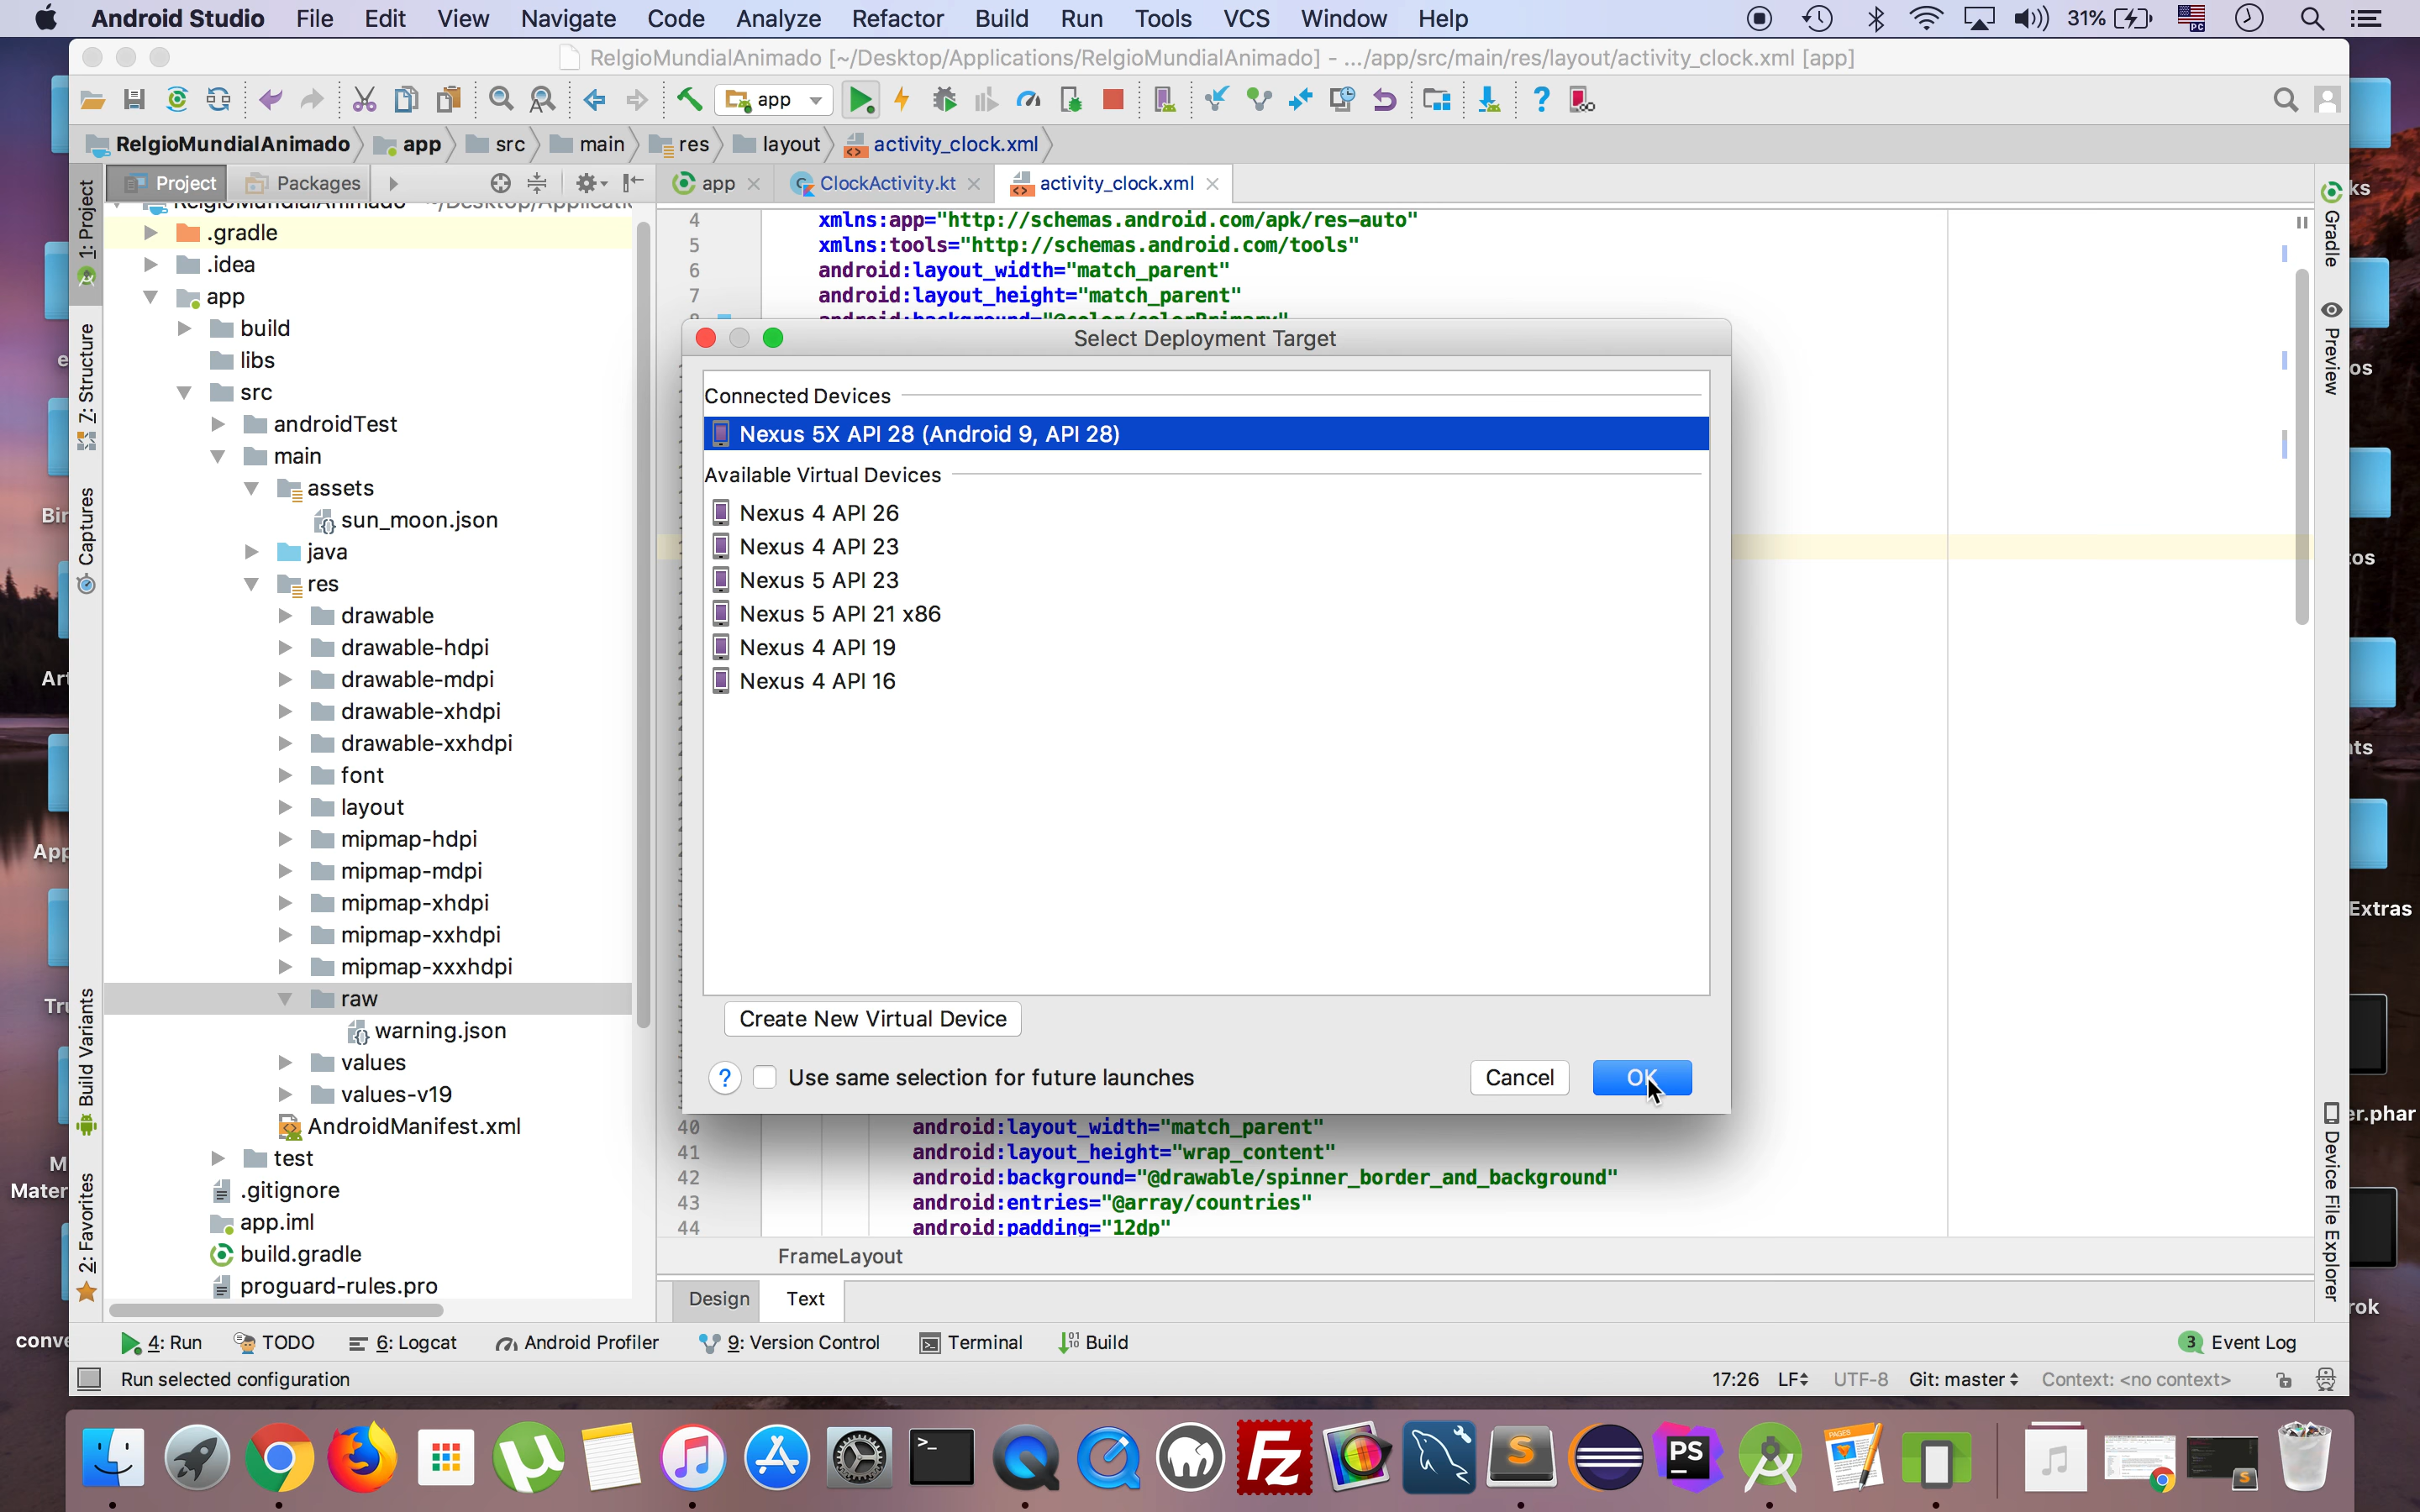 Android Studio File Edit View Navigate Code Analyze Refactor Build Run Tools VCS Window Help 31%
RelgioMundialAnimado [~/Desktop/Applications/RelgioMundialAnimado] - .../app/src/main/res/layout/activity_clock.xml [app]
app
RelgioMundialAnimado app src main res layout activity_clock.xml
Project Packages app ClockActivity.kt activity_clock.xml
1: Project
Z: Structure
Captures
Build Variants
2: Favorites
.gradle
.idea
app
build
libs
src
androidTest
main
assets
sun_moon.json
java
res
drawable
drawable-hdpi
drawable-mdpi
drawable-xhdpi
drawable-xxhdpi
font
layout
mipmap-hdpi
mipmap-mdpi
mipmap-xhdpi
mipmap-xxhdpi
mipmap-xxxhdpi
raw
warning.json
values
values-v19
AndroidManifest.xml
test
.gitignore
app.iml
build.gradle
proguard-rules.pro
4 xmlns:app="http://schemas.android.com/apk/res-auto"
5 xmlns:tools="http://schemas.android.com/tools"
6 android:layout_width="match_parent"
7 android:layout_height="match_parent"
android:background="@color/colorPrimary"
Select Deployment Target
Connected Devices
Nexus 5X API 28 (Android 9, API 28)
Available Virtual Devices
Nexus 4 API 26
Nexus 4 API 23
Nexus 5 API 23
Nexus 5 API 21 x86
Nexus 4 API 19
Nexus 4 API 16
Create New Virtual Device
? Use same selection for future launches Cancel OK
40 android:layout_width="match_parent"
41 android:layout_height="wrap_content"
42 android:background="@drawable/spinner_border_and_background"
43 android:entries="@array/countries"
44 android:padding="12dp"
FrameLayout
Design Text
Gradle
Preview
Device File Explorer
4: Run TODO 6: Logcat Android Profiler 9: Version Control Terminal Build 3 Event Log
Run selected configuration 17:26 LF UTF-8 Git: master Context: <no context>
Extras
er.phar
Mater
PAGES
PS
Fz